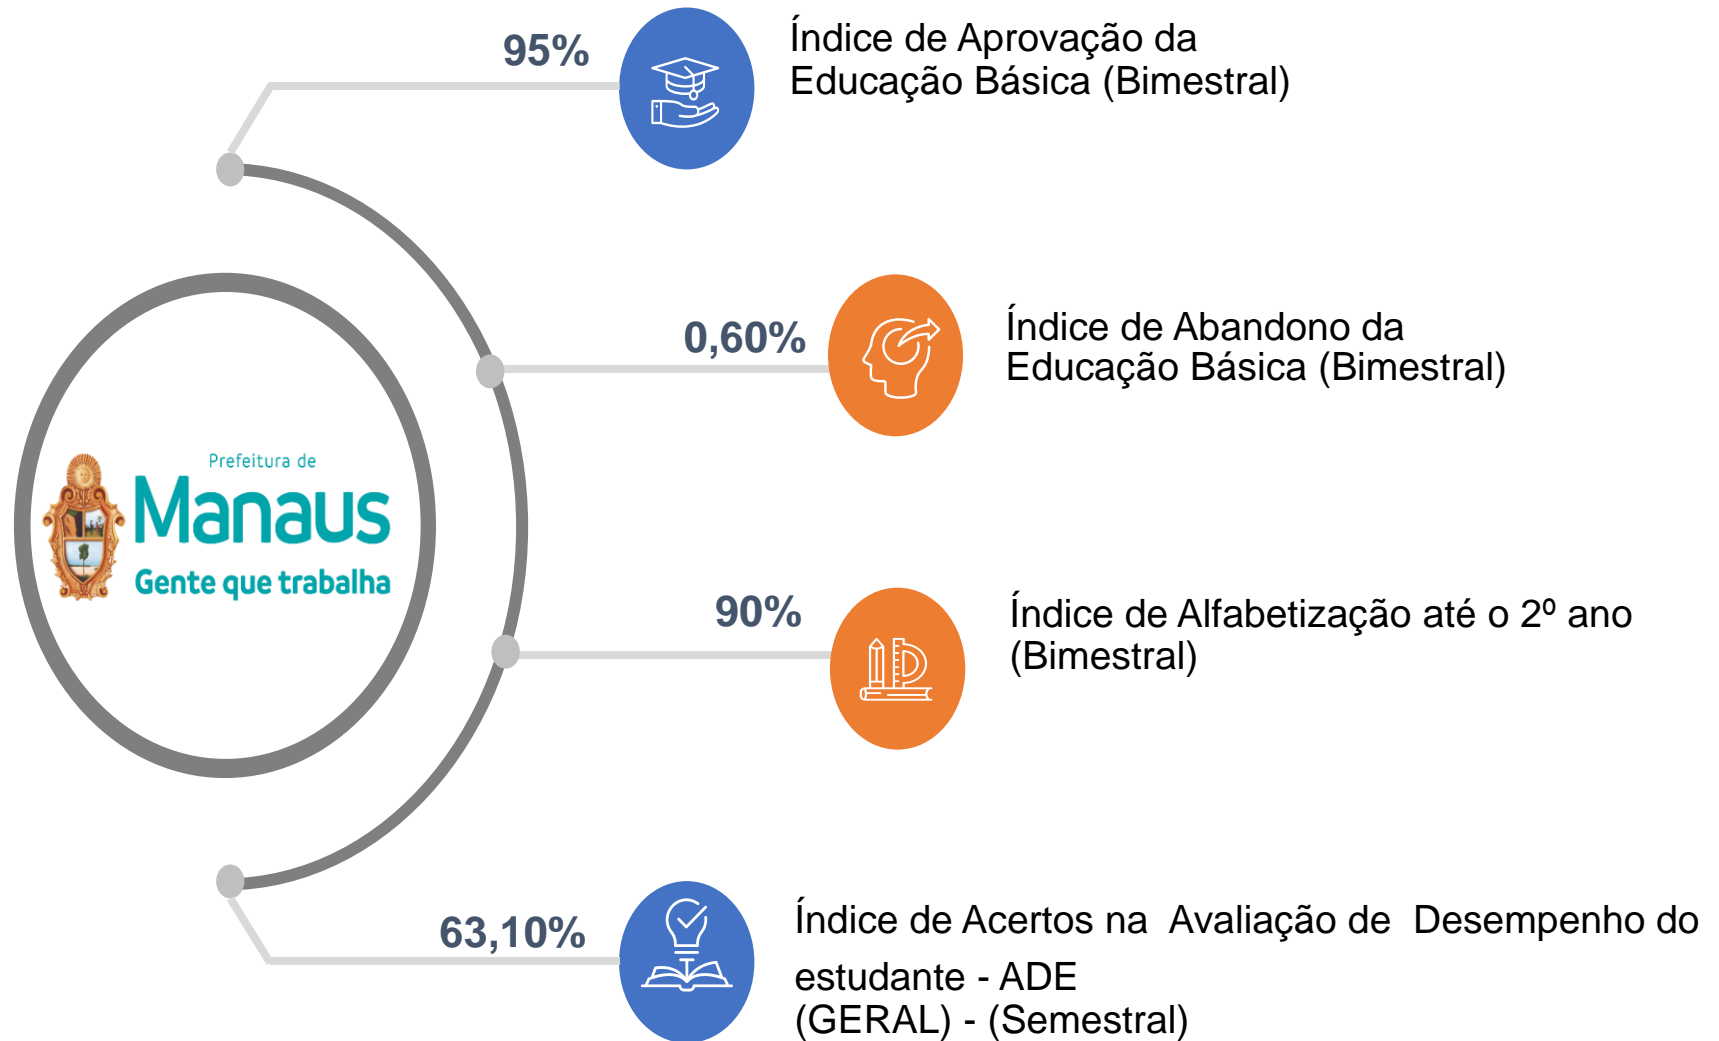 95%
Índice de Aprovação da
Educação Básica (Bimestral)
0,60%
Índice de Abandono da
Educação Básica (Bimestral)
Prefeitura de
Manaus
Gente que trabalha
90%
Índice de Alfabetização até o 2º ano
(Bimestral)
63,10%
Índice de Acertos na Avaliação de Desempenho do
estudante - ADE
(GERAL) - (Semestral)